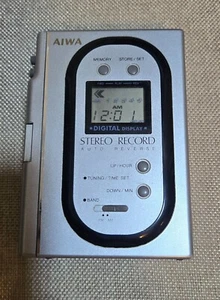 AIWA
MEMORY
STORE / SET
AM
12:01
DIGITAL DISPLAY
STEREO RECORD
AUTO REVERSE
UP / HOUR
TUNING / TIME SET
DOWN / MIN
BAND